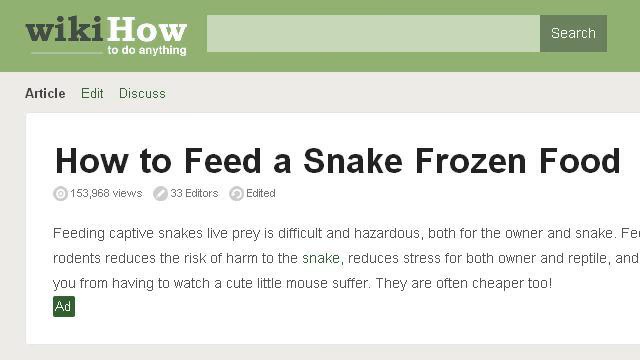 wikiHow
to do anything
Search
Article Edit Discuss
How to Feed a Snake Frozen Food
153,968 views 33 Editors Edited
Feeding captive snakes live prey is difficult and hazardous, both for the owner and snake. Fee
rodents reduces the risk of harm to the snake, reduces stress for both owner and reptile, and
you from having to watch a cute little mouse suffer. They are often cheaper too!
Ad